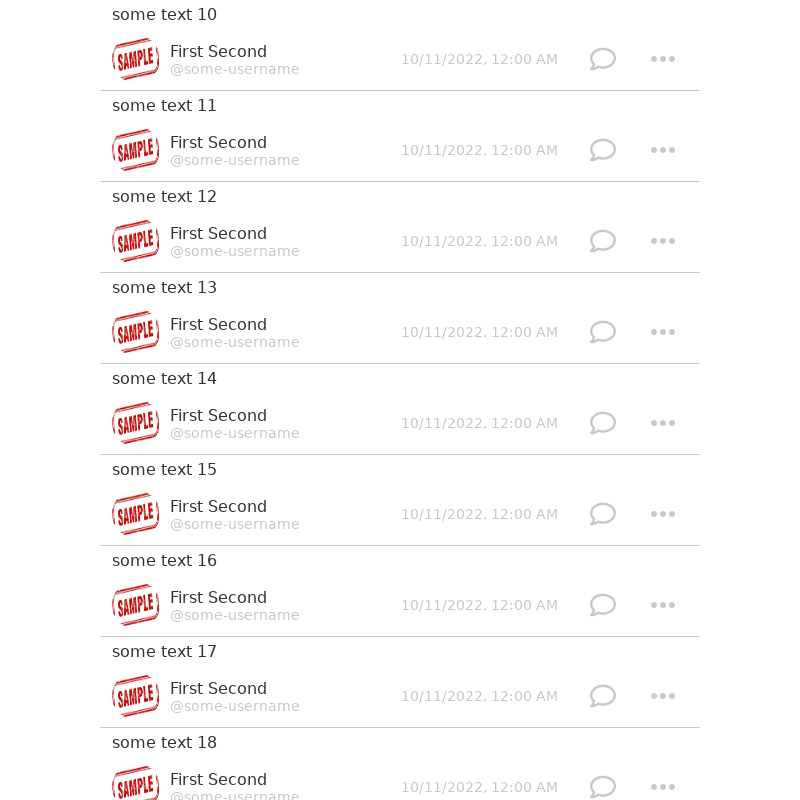 some text 10
SAMPLE First Second 10/11/2022, 12:00 AM
@some-username
some text 11
SAMPLE First Second 10/11/2022, 12:00 AM
@some-username
some text 12
SAMPLE First Second 10/11/2022, 12:00 AM
@some-username
some text 13
SAMPLE First Second 10/11/2022, 12:00 AM
@some-username
some text 14
SAMPLE First Second 10/11/2022, 12:00 AM
@some-username
some text 15
SAMPLE First Second 10/11/2022, 12:00 AM
@some-username
some text 16
SAMPLE First Second 10/11/2022, 12:00 AM
@some-username
some text 17
SAMPLE First Second 10/11/2022, 12:00 AM
@some-username
some text 18
SAMPLE First Second 10/11/2022, 12:00 AM
@some-username